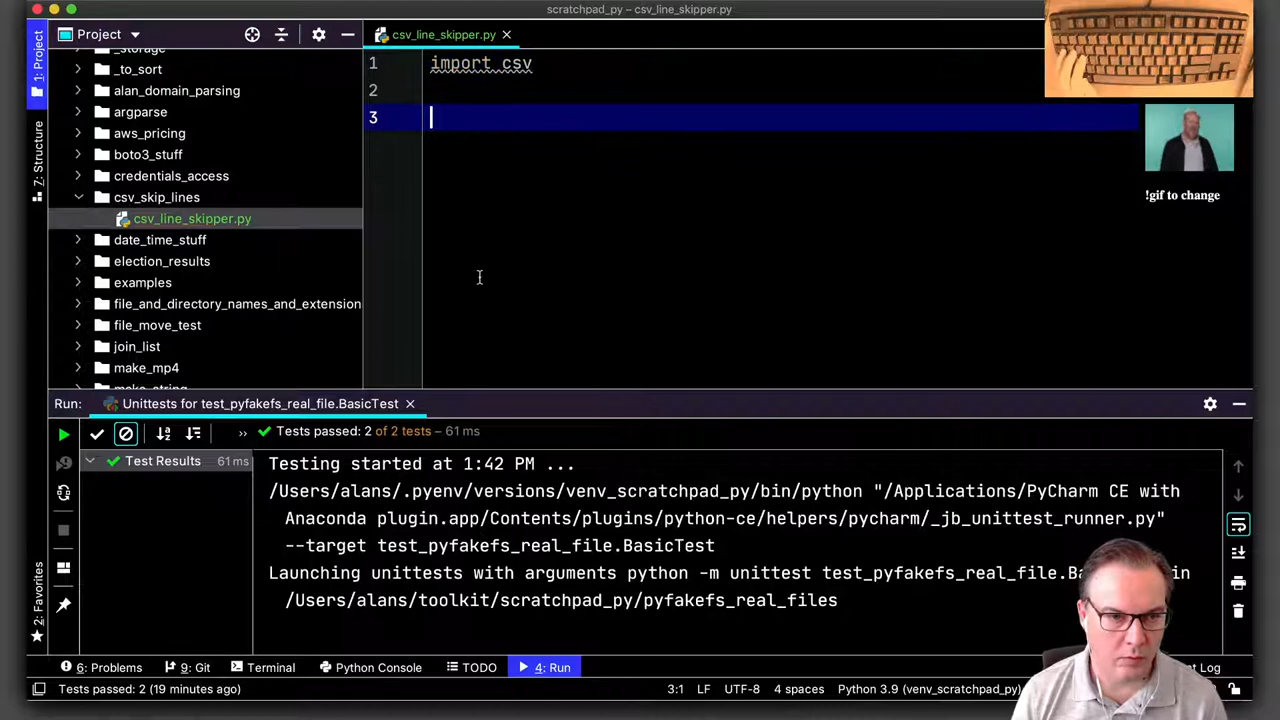 scratchpad_py – csv_line_skipper.py
Project
csv_line_skipper.py
1: Project
7: Structure
2: Favorites
_storage
_to_sort
alan_domain_parsing
argparse
aws_pricing
boto3_stuff
credentials_access
csv_skip_lines
csv_line_skipper.py
date_time_stuff
election_results
examples
file_and_directory_names_and_extension
file_move_test
join_list
make_mp4
make_string
1 import csv
2
3
!gif to change
Run: Unittests for test_pyfakefs_real_file.BasicTest
» Tests passed: 2 of 2 tests – 61 ms
Test Results 61 ms
Testing started at 1:42 PM ...
/Users/alans/.pyenv/versions/venv_scratchpad_py/bin/python "/Applications/PyCharm CE with
Anaconda plugin.app/Contents/plugins/python-ce/helpers/pycharm/_jb_unittest_runner.py"
--target test_pyfakefs_real_file.BasicTest
Launching unittests with arguments python -m unittest test_pyfakefs_real_file.Ba in
/Users/alans/toolkit/scratchpad_py/pyfakefs_real_files
6: Problems 9: Git Terminal Python Console TODO 4: Run t Log
Tests passed: 2 (19 minutes ago) 3:1 LF UTF-8 4 spaces Python 3.9 (venv_scratchpad_py)